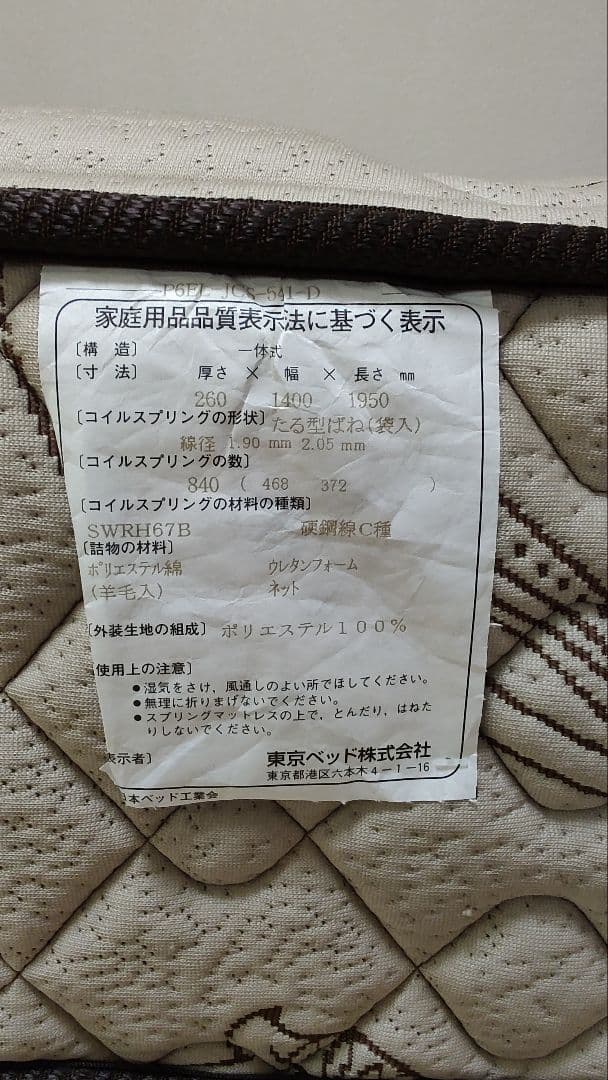 P6FL-JCS-541-D
家庭用品品質表示法に基づく表示
〔構 造〕 一体式
〔寸 法〕 厚さ × 幅 × 長さ mm
260 1400 1950
〔コイルスプリングの形状〕たる型ばね(袋入)
線径 1.90 mm 2.05 mm
〔コイルスプリングの数〕
840 ( 468 372 )
〔コイルスプリングの材料の種類〕
SWRH67B 硬鋼線C種
〔詰物の材料〕
ポリエステル綿 ウレタンフォーム
(羊毛入) ネット
〔外装生地の組成〕 ポリエステル100%
使用上の注意〕
●湿気をさけ，風通しのよい所でほしてください。
●無理に折りまげないでください。
●スプリングマットレスの上で，とんだり，はねた
りしないでください。
表示者〕 東京ベッド株式会社
東京都港区六本木4-1-16
本ベッド工業会